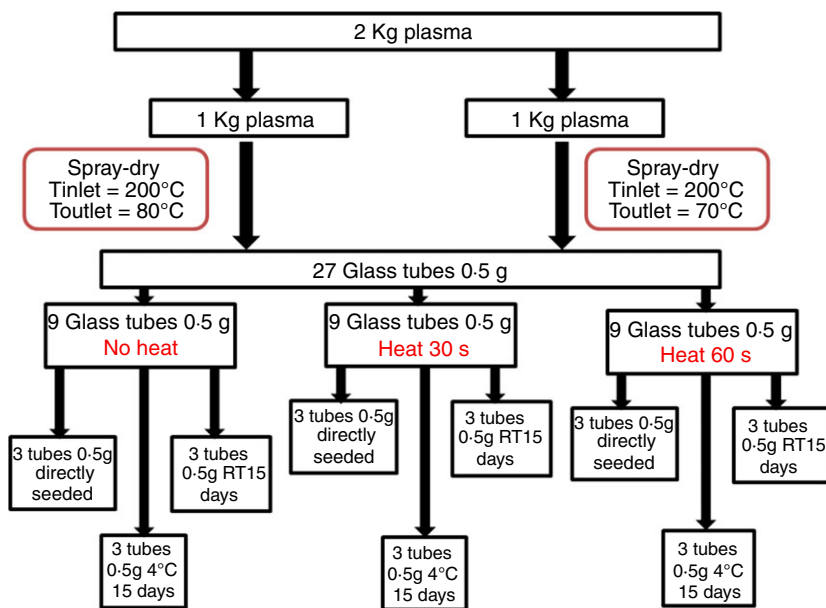 2 Kg plasma
1 Kg plasma
1 Kg plasma
Spray-dry
Tinlet = 200°C
Toutlet = 80°C
Spray-dry
Tinlet = 200°C
Toutlet = 70°C
27 Glass tubes 0·5 g
9 Glass tubes 0·5 g
No heat
9 Glass tubes 0·5 g
Heat 30 s
9 Glass tubes 0·5 g
Heat 60 s
3 tubes 0·5g
directly
seeded
3 tubes
0·5g RT15
days
3 tubes 0·5g
directly
seeded
3 tubes
0·5g RT15
days
3 tubes 0·5g
directly
seeded
3 tubes
0·5g RT15
days
3 tubes
0·5g 4°C
15 days
3 tubes
0·5g 4°C
15 days
3 tubes
0·5g 4°C
15 days